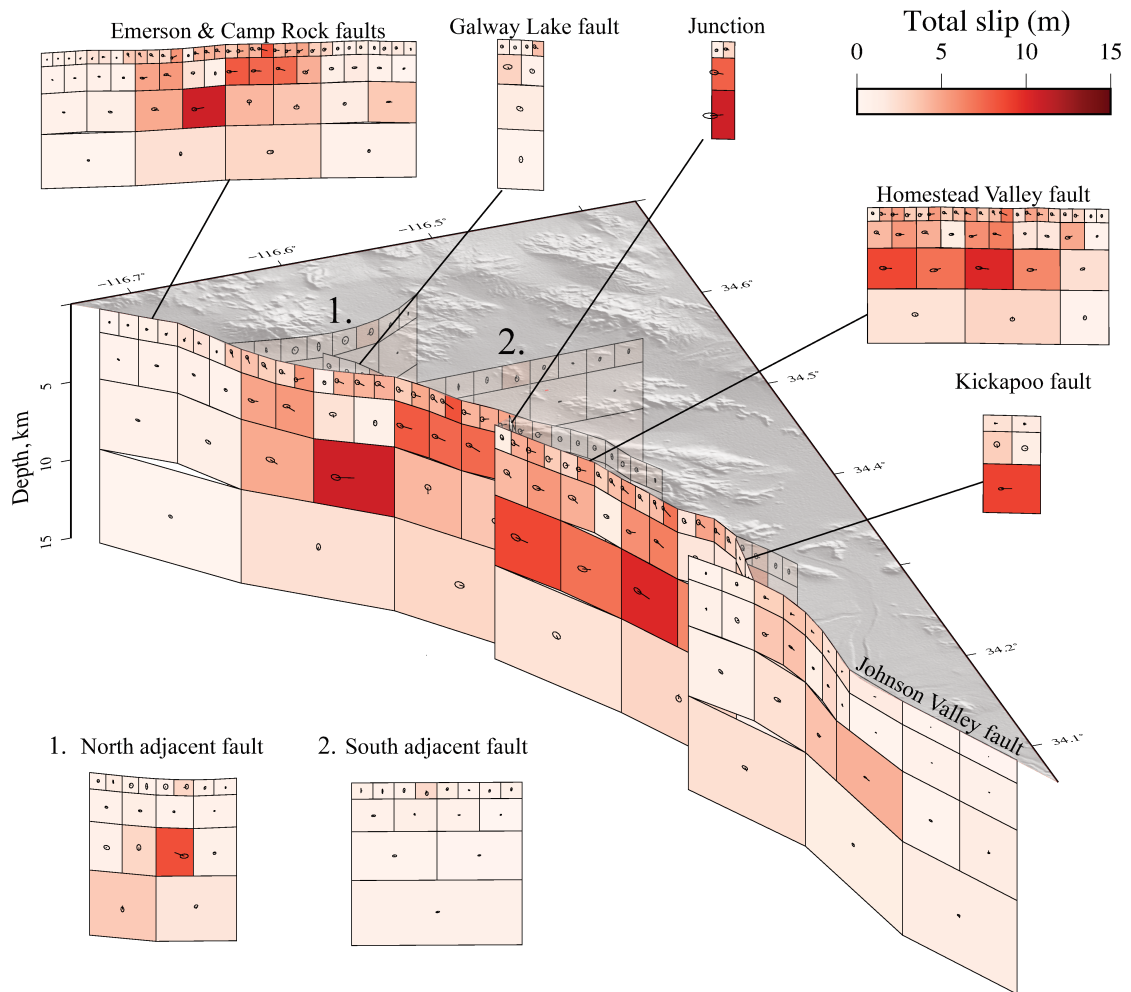 Emerson & Camp Rock faults
Galway Lake fault
Junction
Total slip (m)
0 5 10 15
Homestead Valley fault
−116.5°
−116.6°
−116.7°
34.6°
1.
2.
34.5°
Kickapoo fault
5
10
15
Depth, km
34.4°
34.2°
Johnson Valley fault
34.1°
1. North adjacent fault
2. South adjacent fault